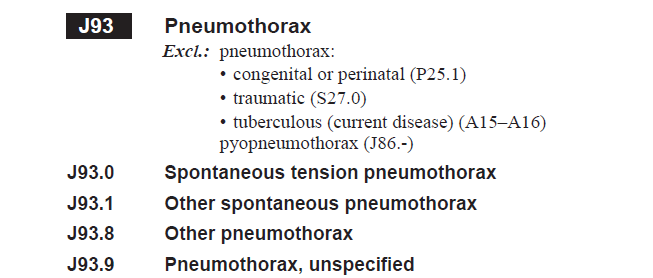 J93 Pneumothorax
Excl.: pneumothorax:
• congenital or perinatal (P25.1)
• traumatic (S27.0)
• tuberculous (current disease) (A15–A16)
pyopneumothorax (J86.-)
J93.0 Spontaneous tension pneumothorax
J93.1 Other spontaneous pneumothorax
J93.8 Other pneumothorax
J93.9 Pneumothorax, unspecified